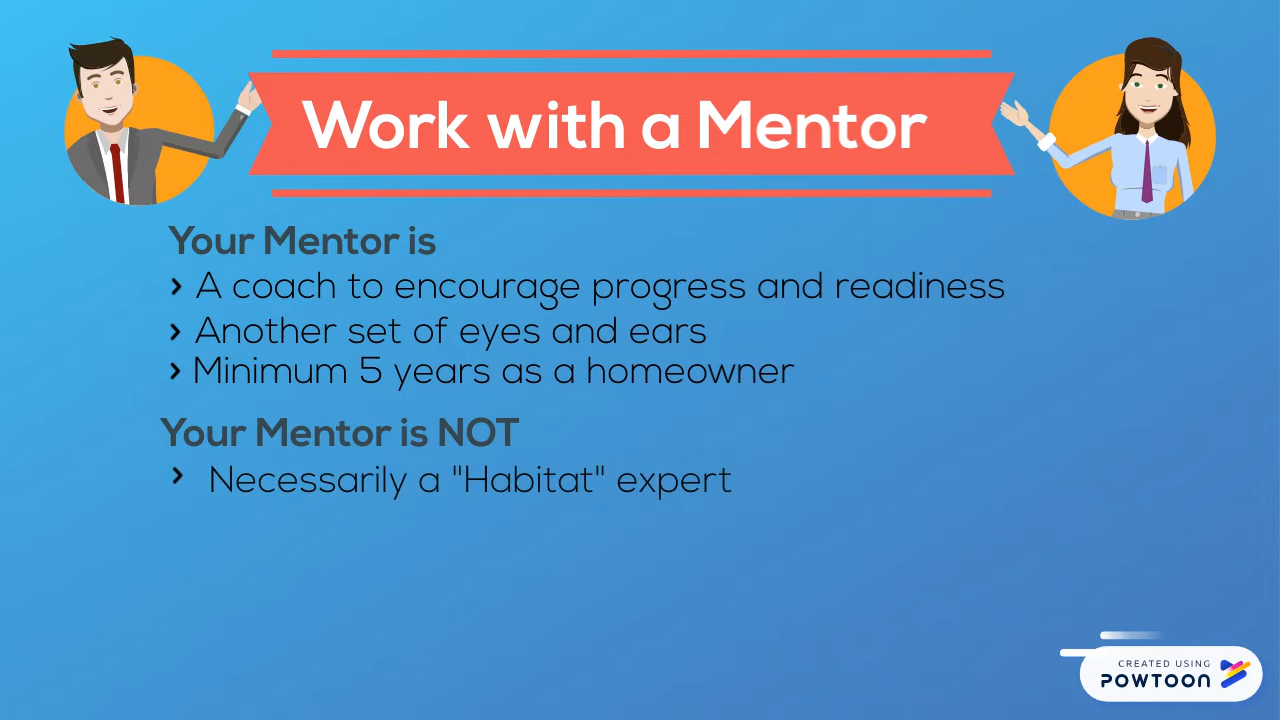 Work with a Mentor
Your Mentor is
› A coach to encourage progress and readiness
› Another set of eyes and ears
› Minimum 5 years as a homeowner
Your Mentor is NOT
› Necessarily a "Habitat" expert
CREATED USING
POWTOON